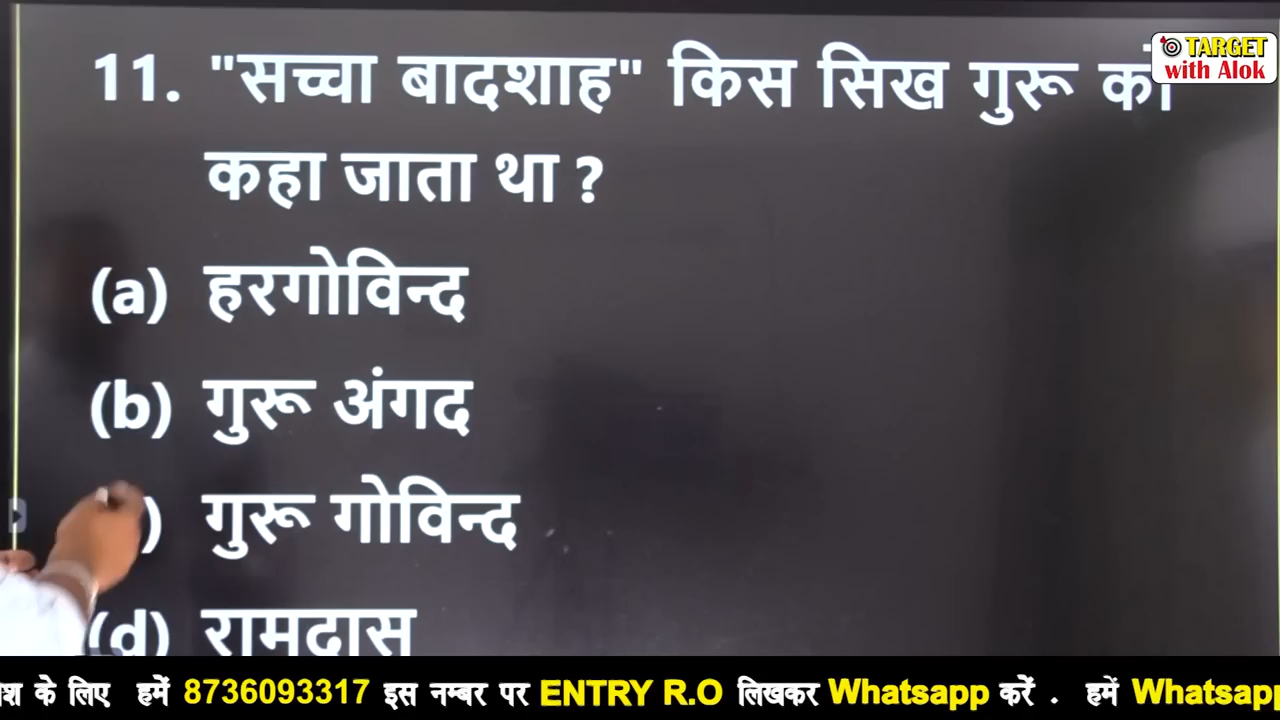 TARGET
with Alok
11. "सच्चा बादशाह" किस सिख गुरू को
कहा जाता था ?
(a) हरगोविन्द
(b) गुरू अंगद
) गुरू गोविन्द
(d) रामदास
के लिए हमें 8736093317 इस नम्बर पर ENTRY R.O लिखकर Whatsapp करें . हमें Whatsapp